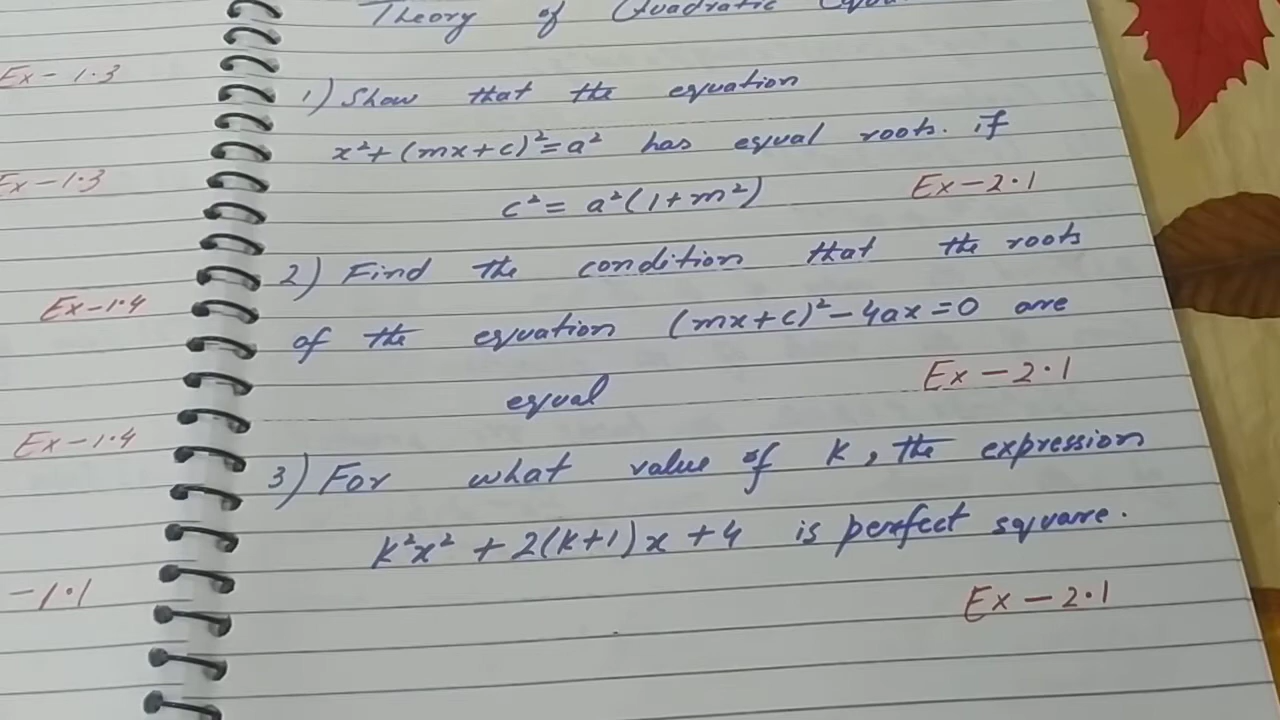 Theory of Quadratic
Ex - 1.3
1) Show that the equation
x²+ (mx+c)²=a² has equal roots. if
Ex - 1.3
c² = a²(1+m²)
Ex - 2.1
2) Find the condition that the roots
Ex - 1.4
of the equation (mx+c)² - 4ax = 0 are
equal
Ex - 2.1
Ex - 1.4
3) For what value of k, the expression
k²x² + 2(k+1)x + 4 is perfect square.
- 1.1
Ex - 2.1